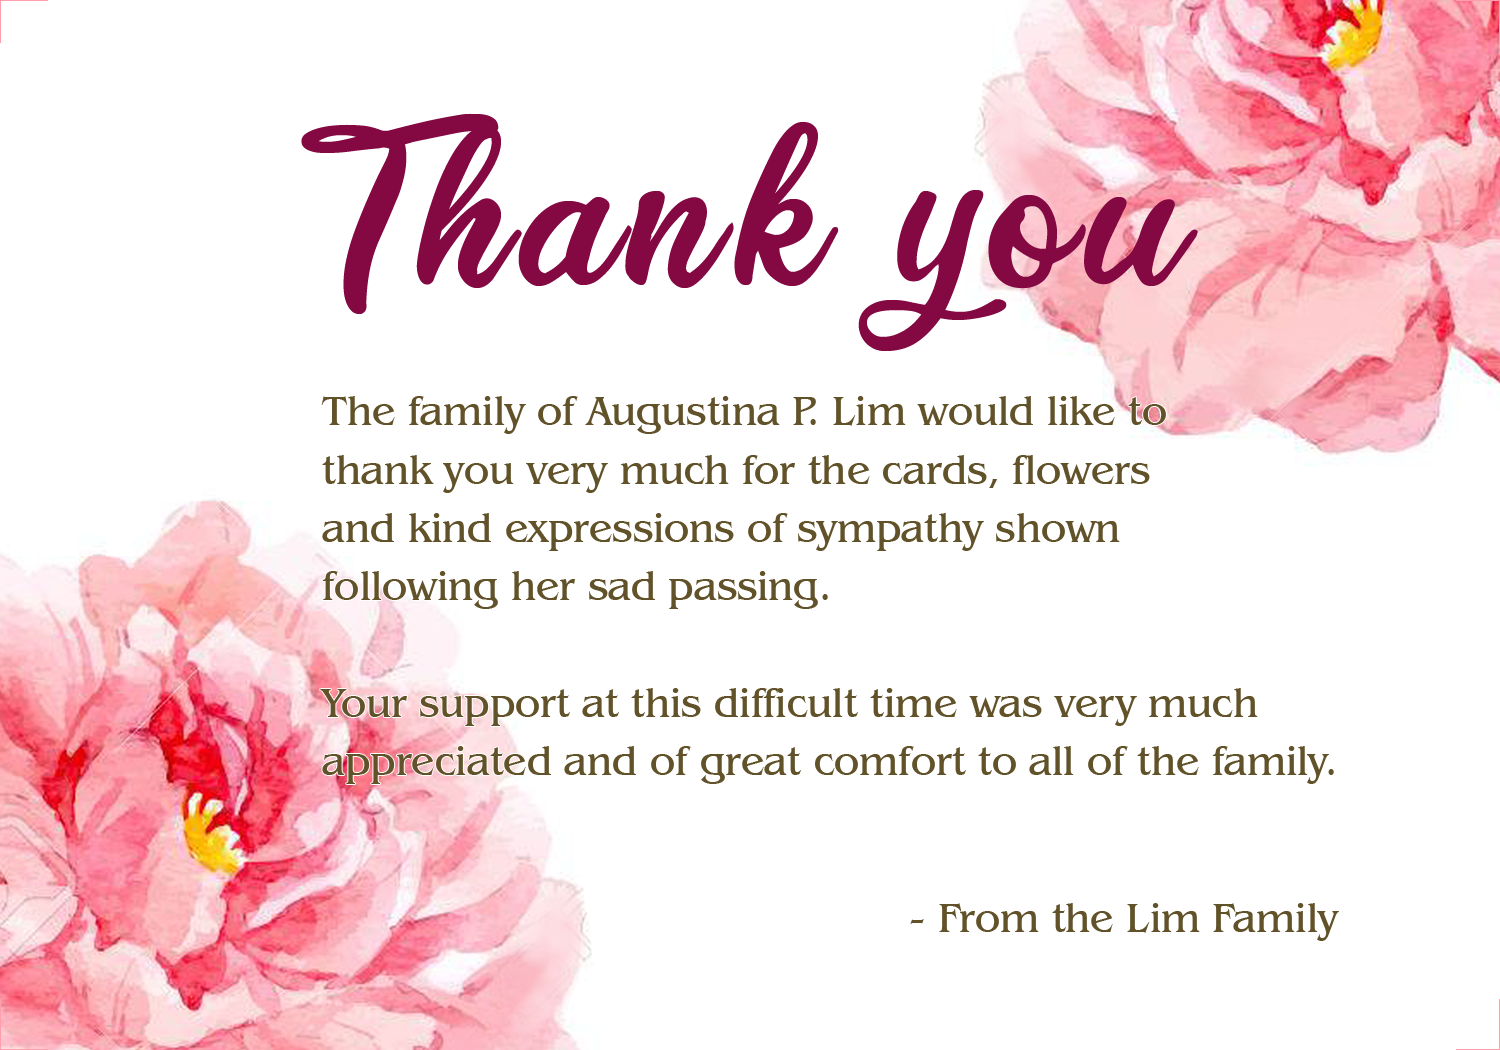 Thank you
The family of Augustina P. Lim would like to
thank you very much for the cards, flowers
and kind expressions of sympathy shown
following her sad passing.
Your support at this difficult time was very much
appreciated and of great comfort to all of the family.
- From the Lim Family